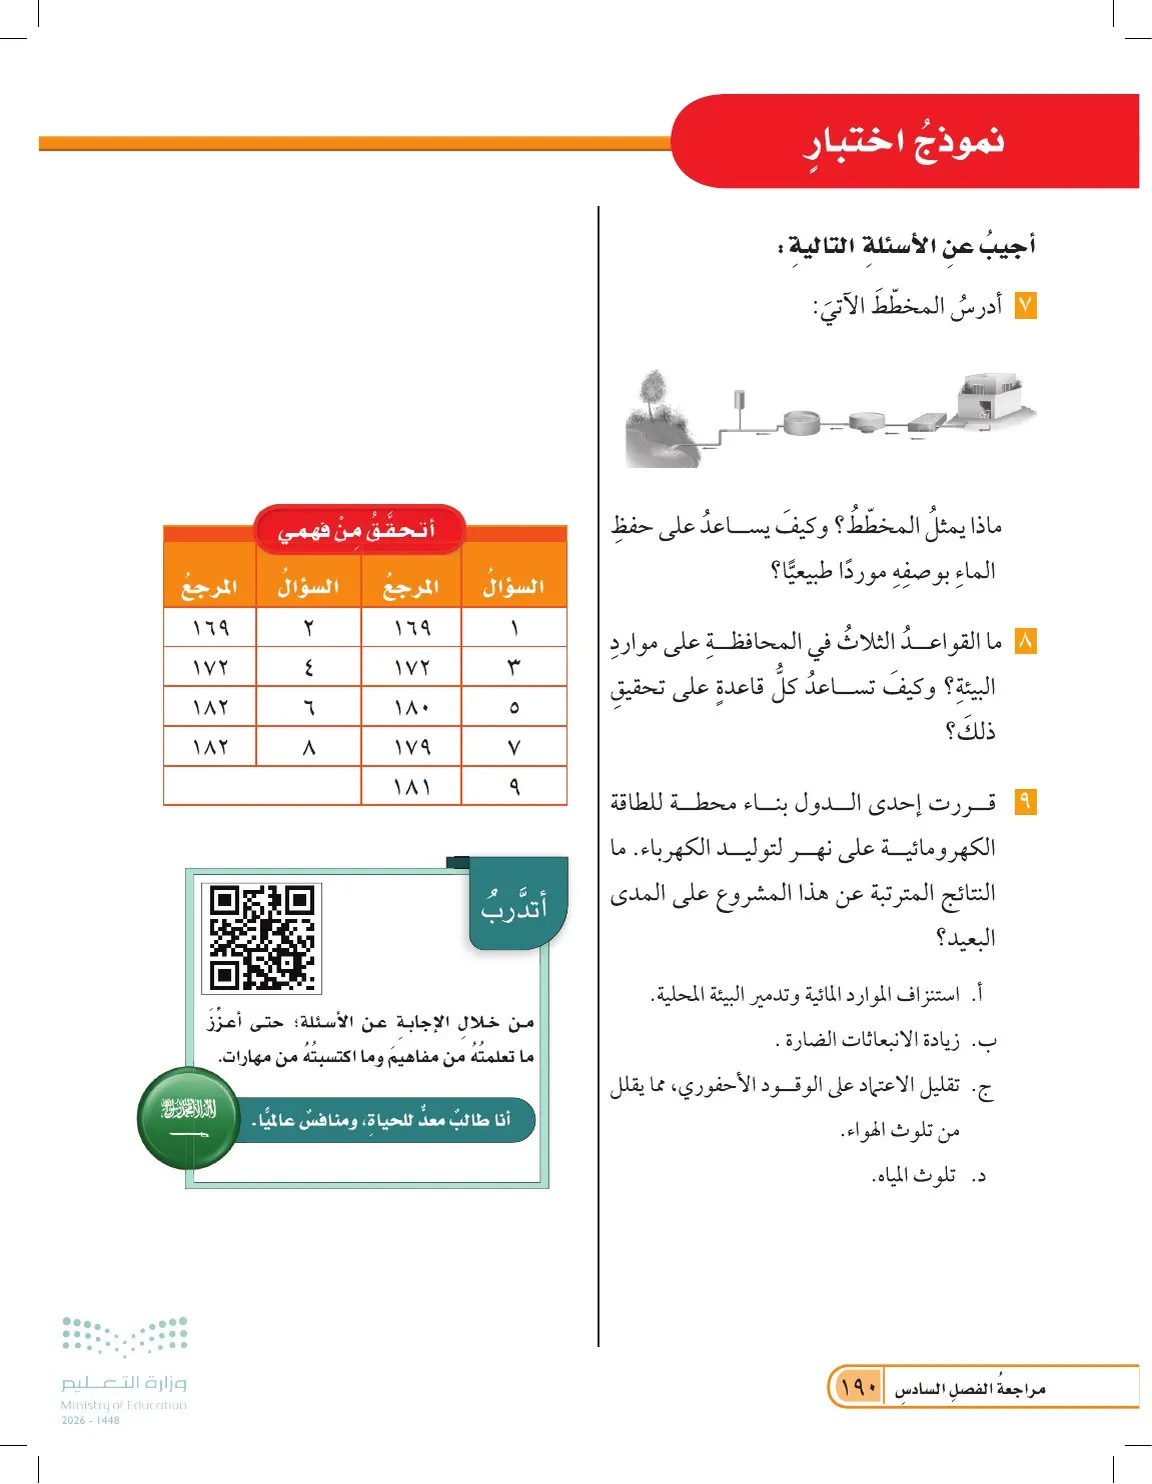 نموذجُ اختبارٍ
أجيبُ عنِ الأسئلةِ التاليةِ :
٧ أدرسُ المخطّطَ الآتيَ:
ماذا يمثلُ المخطّطُ؟ وكيفَ يساعدُ على حفظِ
الماءِ بوصفِهِ موردًا طبيعيًّا؟
٨ ما القواعدُ الثلاثُ في المحافظةِ على مواردِ
البيئةِ؟ وكيفَ تساعدُ كلُّ قاعدةٍ على تحقيقِ
ذلكَ؟
٩ قررت إحدى الدول بناء محطة للطاقة
الكهرومائية على نهر لتوليد الكهرباء. ما
النتائج المترتبة عن هذا المشروع على المدى
البعيد؟
أ. استنزاف الموارد المائية وتدمير البيئة المحلية.
ب. زيادة الانبعاثات الضارة .
ج. تقليل الاعتماد على الوقود الأحفوري، مما يقلل
من تلوث الهواء.
د. تلوث المياه.
أتحقَّقُ مِنْ فهمي
السؤالُ المرجعُ السؤالُ المرجعُ
١ ١٦٩ ٢ ١٦٩
٣ ١٧٢ ٤ ١٧٢
٥ ١٨٠ ٦ ١٨٢
٧ ١٧٩ ٨ ١٨٢
٩ ١٨١
أتدَّربُ
من خلالِ الإجابةِ عن الأسئلة؛ حتى أعزِّزَ
ما تعلمتُهُ من مفاهيمَ وما اكتسبتُهُ من مهارات.
أنا طالبٌ معدٌّ للحياةِ، ومنافسٌ عالميًّا.
وزارة التعليم
Ministry of Education
2026 - 1448
مراجعةُ الفصلِ السادسِ ١٩٠